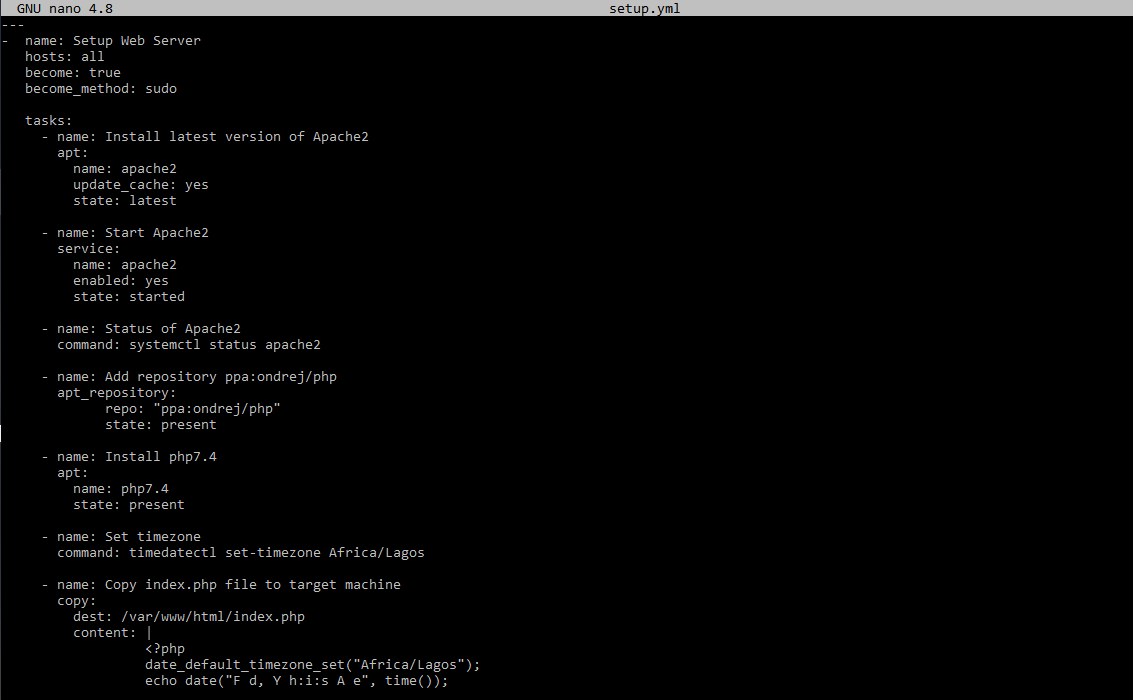 GNU nano 4.8 setup.yml
---
-  name: Setup Web Server
   hosts: all
   become: true
   become_method: sudo

   tasks:
     - name: Install latest version of Apache2
       apt:
         name: apache2
         update_cache: yes
         state: latest

     - name: Start Apache2
       service:
         name: apache2
         enabled: yes
         state: started

     - name: Status of Apache2
       command: systemctl status apache2

     - name: Add repository ppa:ondrej/php
       apt_repository:
             repo: "ppa:ondrej/php"
             state: present

     - name: Install php7.4
       apt:
         name: php7.4
         state: present

     - name: Set timezone
       command: timedatectl set-timezone Africa/Lagos

     - name: Copy index.php file to target machine
       copy:
         dest: /var/www/html/index.php
         content: |
                  <?php
                  date_default_timezone_set("Africa/Lagos");
                  echo date("F d, Y h:i:s A e", time());